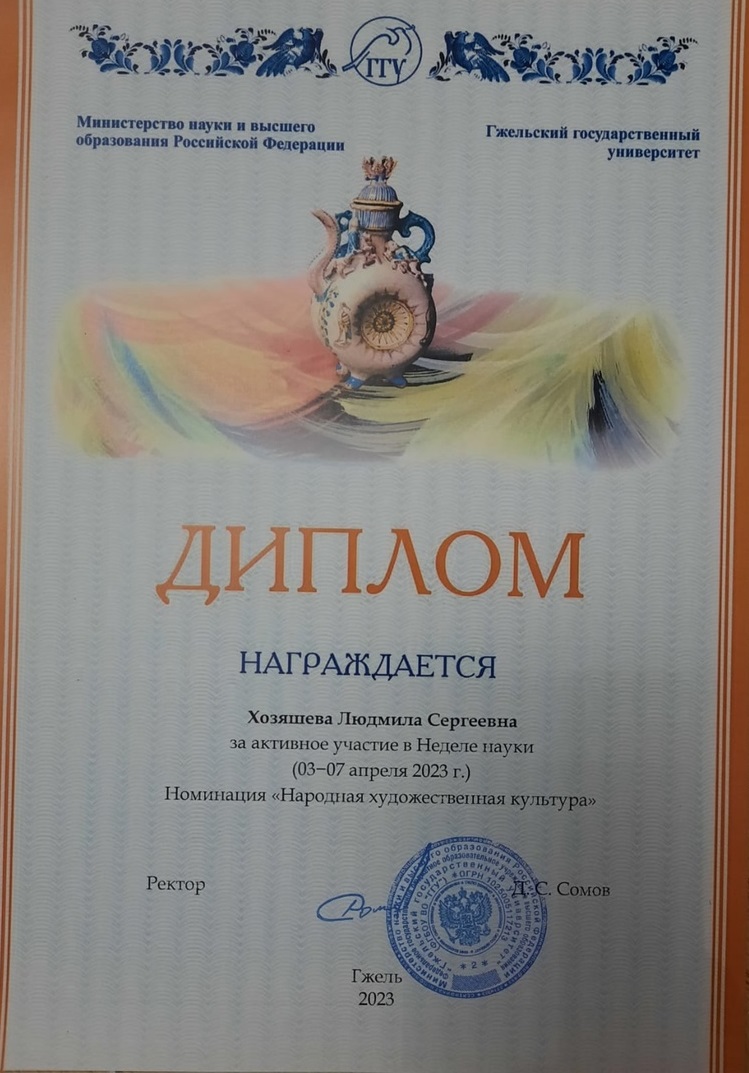 ГГУ
Министерство науки и высшего
образования Российской Федерации
Гжельский государственный
университет
ДИПЛОМ
НАГРАЖДАЕТСЯ
Хозяшева Людмила Сергеевна
за активное участие в Неделе науки
(03–07 апреля 2023 г.)
Номинация «Народная художественная культура»
Ректор
Д. С. Сомов
Гжель
2023